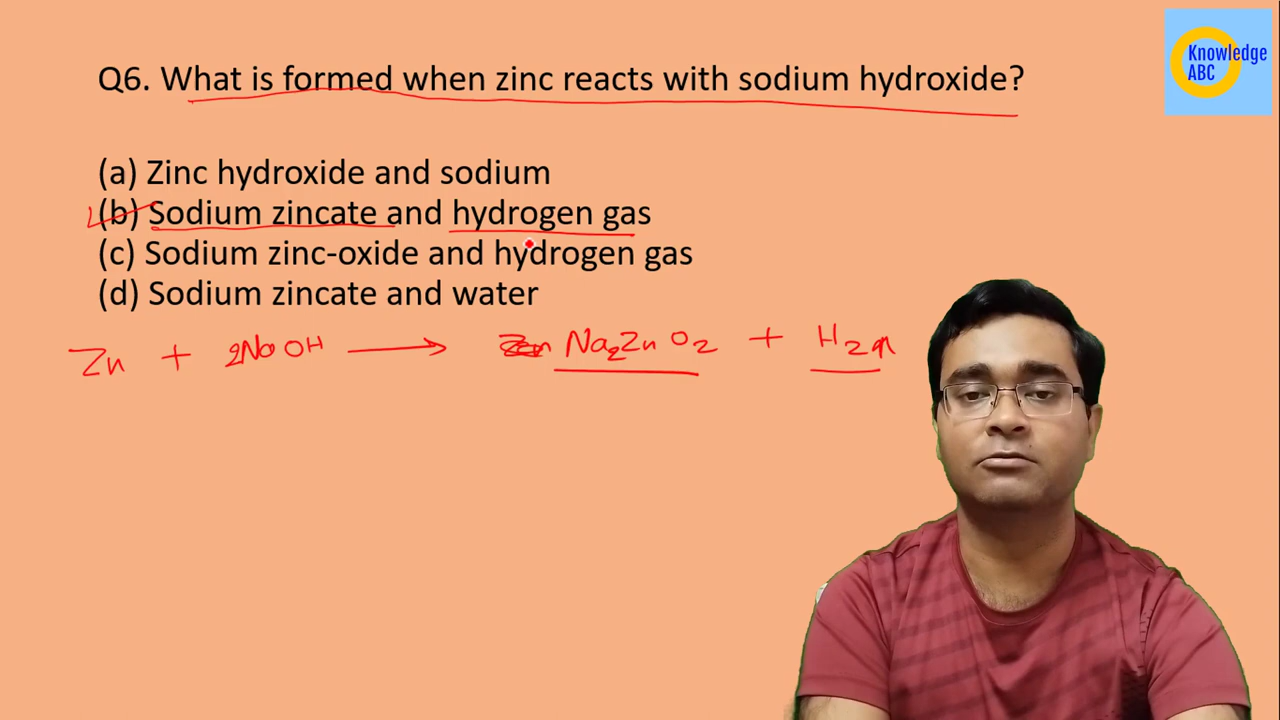 Knowledge
ABC
Q6. What is formed when zinc reacts with sodium hydroxide?
(a) Zinc hydroxide and sodium
(b) Sodium zincate and hydrogen gas
(c) Sodium zinc-oxide and hydrogen gas
(d) Sodium zincate and water
Zn + 2NaOH → Na₂ZnO₂ + H₂